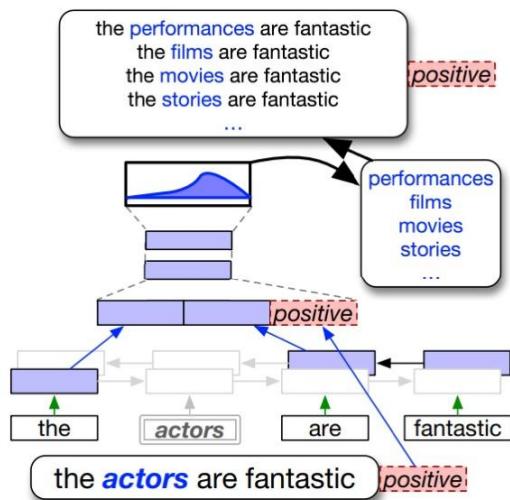 the performances are fantastic
the films are fantastic
the movies are fantastic
the stories are fantastic
...
positive
performances
films
movies
stories
...
positive
the
actors
are
fantastic
the actors are fantastic
positive